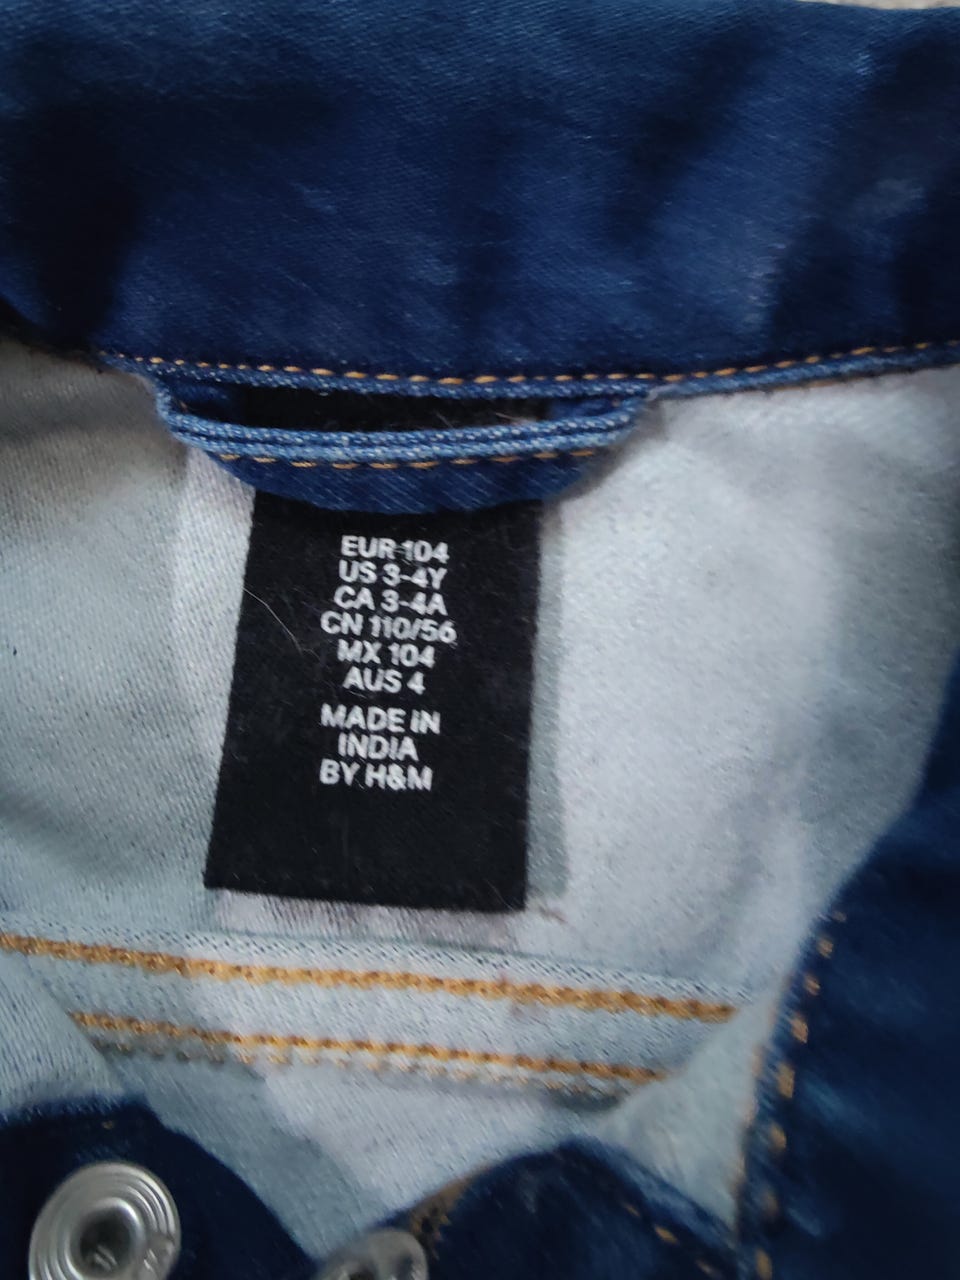 EUR 104
US 3-4Y
CA 3-4A
CN 110/56
MX 104
AUS 4
MADE IN
INDIA
BY H&M